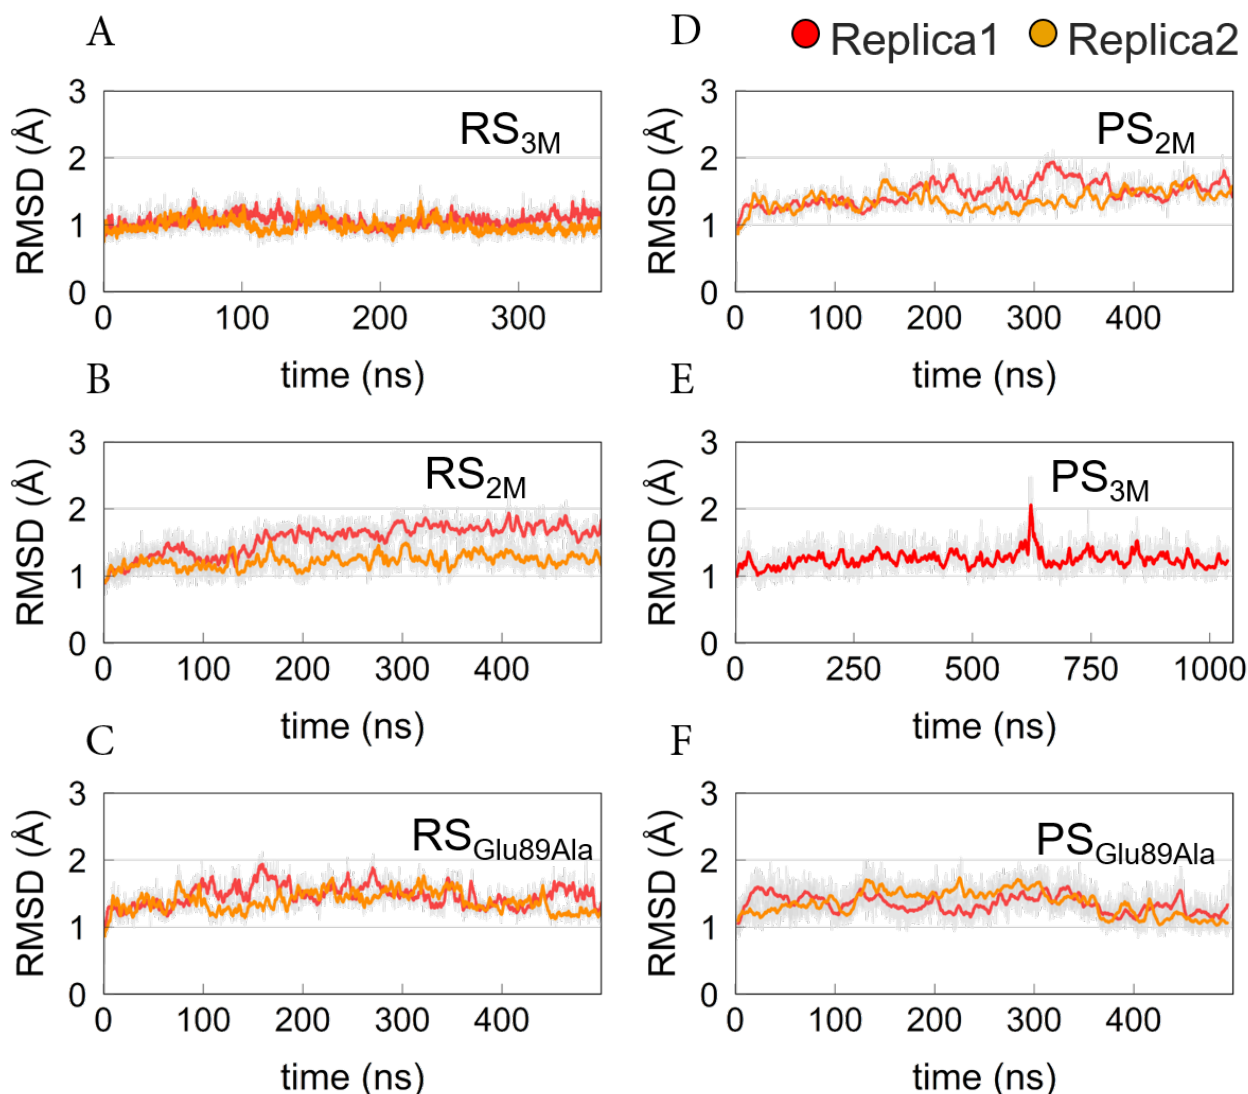 A
RS3M
RMSD (Å)
3
2
1
0
0 100 200 300
time (ns)
B
RS2M
RMSD (Å)
3
2
1
0
0 100 200 300 400
time (ns)
C
RSGlu89Ala
RMSD (Å)
3
2
1
0
0 100 200 300 400
time (ns)
D
Replica1 Replica2
PS2M
RMSD (Å)
3
2
1
0
0 100 200 300 400
time (ns)
E
PS3M
RMSD (Å)
3
2
1
0
0 250 500 750 1000
time (ns)
F
PSGlu89Ala
RMSD (Å)
3
2
1
0
0 100 200 300 400
time (ns)